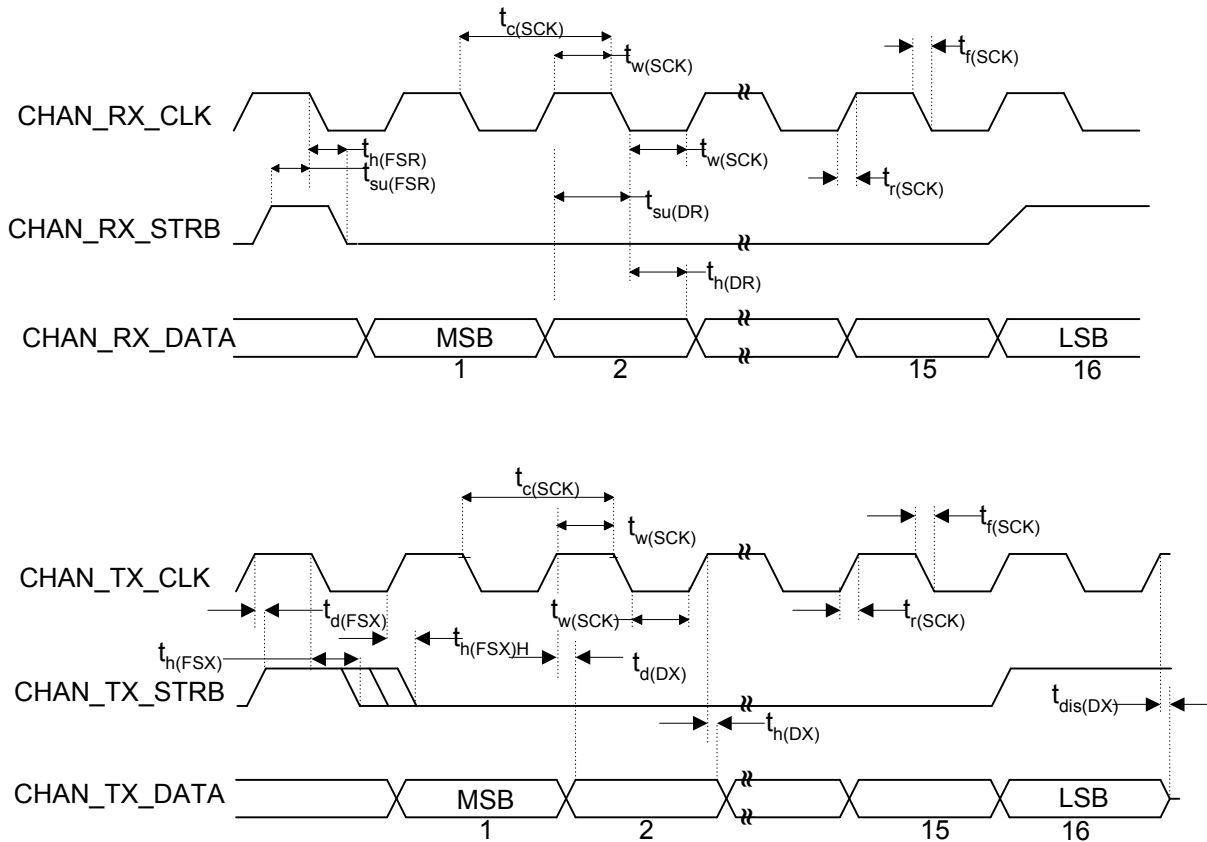 tc(SCK)
tw(SCK)
tf(SCK)
CHAN_RX_CLK
th(FSR)
tsu(FSR)
tw(SCK)
tr(SCK)
tsu(DR)
CHAN_RX_STRB
th(DR)
CHAN_RX_DATA
MSB
LSB
1
2
15
16
tc(SCK)
tw(SCK)
tf(SCK)
CHAN_TX_CLK
td(FSX)
tw(SCK)
tr(SCK)
th(FSX)H
th(FSX)
td(DX)
CHAN_TX_STRB
tdis(DX)
th(DX)
CHAN_TX_DATA
MSB
LSB
1
2
15
16